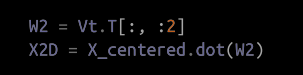 W2 = Vt.T[:, :2]
X2D = X_centered.dot(W2)